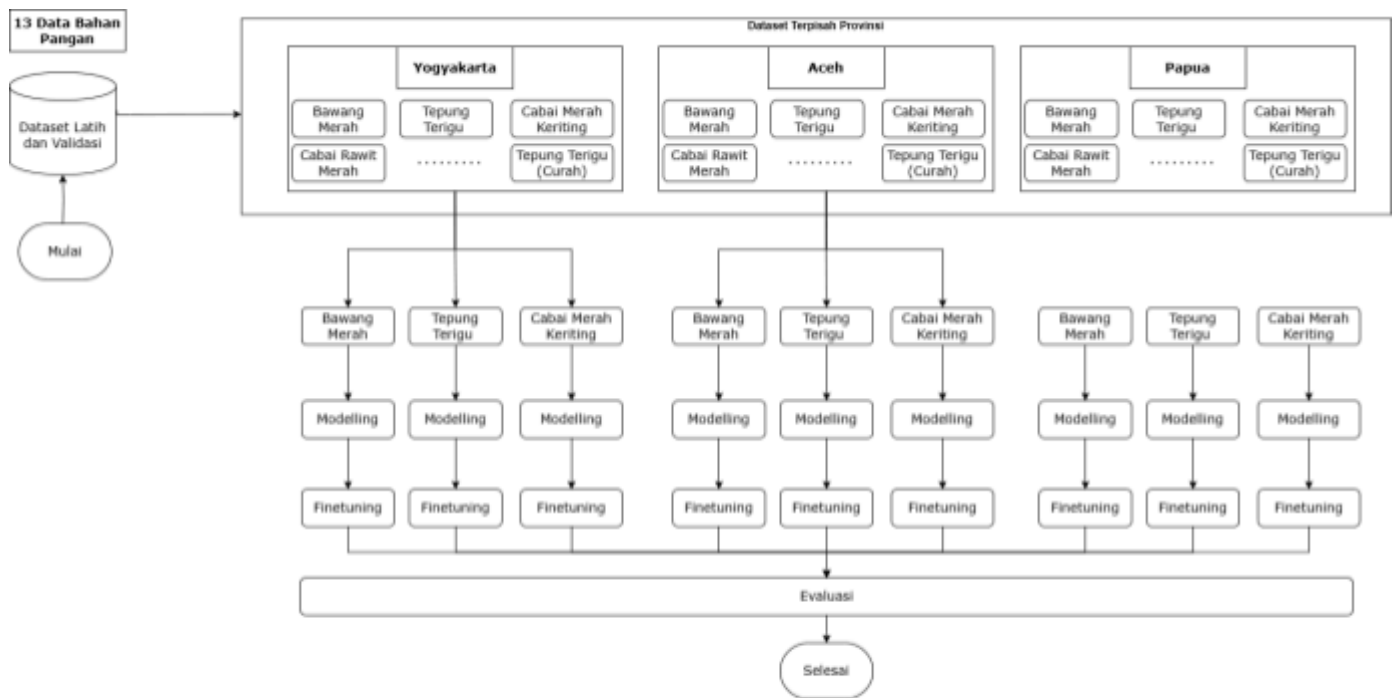 13 Data Bahan
Pangan
Dataset Latih
dan Validasi
Mulai
Dataset Terpisah Provinsi
Yogyakarta
Bawang
Merah
Tepung
Terigu
Cabai Merah
Keriting
Cabai Rawit
Merah
..........
Tepung Terigu
(Curah)
Aceh
Bawang
Merah
Tepung
Terigu
Cabai Merah
Keriting
Cabai Rawit
Merah
..........
Tepung Terigu
(Curah)
Papua
Bawang
Merah
Tepung
Terigu
Cabai Merah
Keriting
Cabai Rawit
Merah
..........
Tepung Terigu
(Curah)
Bawang
Merah
Tepung
Terigu
Cabai Merah
Keriting
Bawang
Merah
Tepung
Terigu
Cabai Merah
Keriting
Bawang
Merah
Tepung
Terigu
Cabai Merah
Keriting
Modelling
Modelling
Modelling
Modelling
Modelling
Modelling
Modelling
Modelling
Modelling
Finetuning
Finetuning
Finetuning
Finetuning
Finetuning
Finetuning
Finetuning
Finetuning
Finetuning
Evaluasi
Selesai